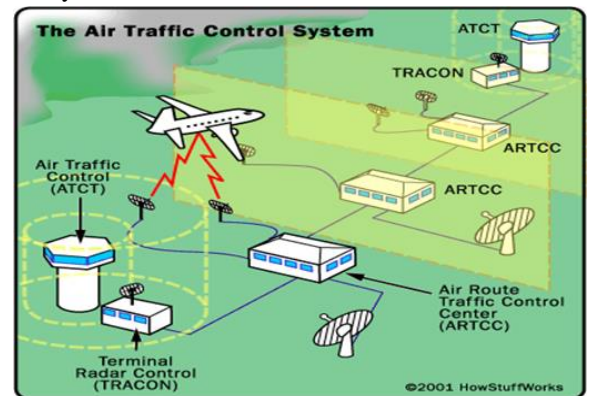 The Air Traffic Control System
ATCT
TRACON
ARTCC
ARTCC
Air Traffic
Control
(ATCT)
Air Route
Traffic Control
Center
(ARTCC)
Terminal
Radar Control
(TRACON)
©2001 HowStuffWorks